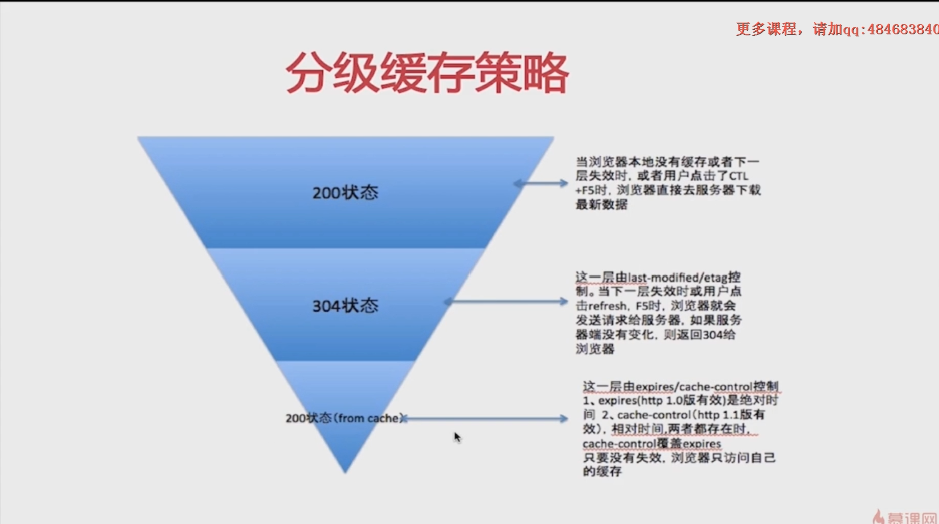 更多课程，请加qq:484683840
分级缓存策略
200状态
当浏览器本地没有缓存或者下一
层失效时，或者用户点击了CTL
+F5时，浏览器直接去服务器下载
最新数据
304状态
这一层由last-modified/etag控
制。当下一层失效时或用户点
击refresh，F5时，浏览器就会
发送请求给服务器，如果服务
器端没有变化，则返回304给
浏览器
200状态（from cache）
这一层由expires/cache-control控制
1、expires(http 1.0版有效)是绝对时
间 2、cache-control（http 1.1版有
效），相对时间,两者都存在时，
cache-control覆盖expires
只要没有失效，浏览器只访问自己
的缓存
慕课网